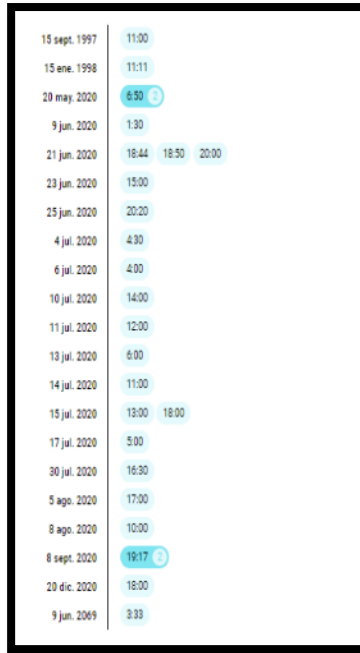 15 sept. 1997 11:00
15 ene. 1998 11:11
20 may. 2020 6:50 2
9 jun. 2020 1:30
21 jun. 2020 18:44 18:50 20:00
23 jun. 2020 15:00
25 jun. 2020 20:20
4 jul. 2020 4:30
6 jul. 2020 4:00
10 jul. 2020 14:00
11 jul. 2020 12:00
13 jul. 2020 6:00
14 jul. 2020 11:00
15 jul. 2020 13:00 18:00
17 jul. 2020 5:00
30 jul. 2020 16:30
5 ago. 2020 17:00
8 ago. 2020 10:00
8 sept. 2020 19:17 2
20 dic. 2020 18:00
9 jun. 2069 3:33